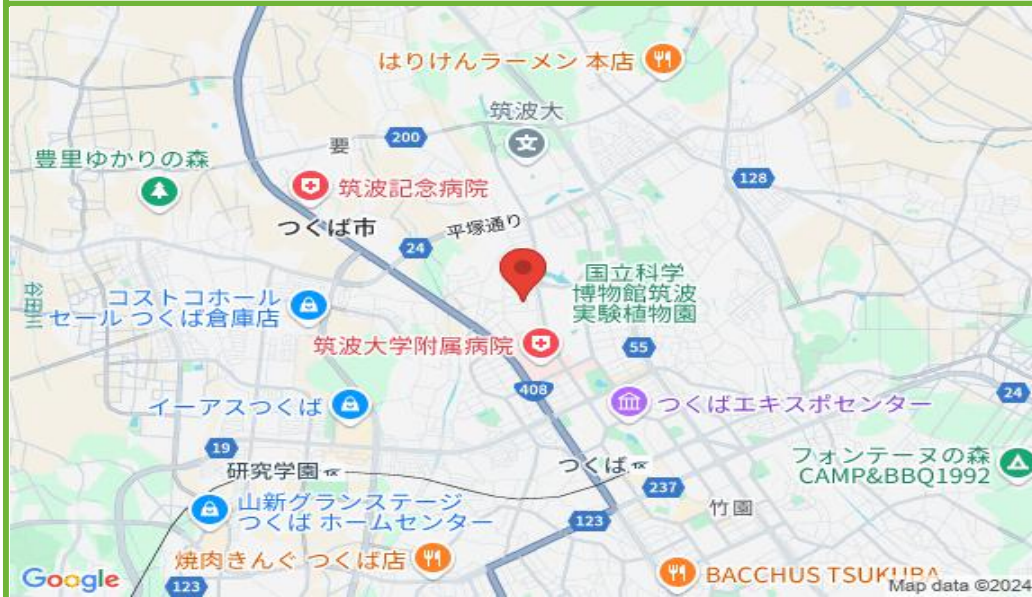 はりけんラーメン 本店
筑波大
200
要
豊里ゆかりの森
128
筑波記念病院
つくば市
平塚通り
24
谷田川
国立科学
博物館筑波
実験植物園
コストコホール
セール つくば倉庫店
筑波大学附属病院
55
408
24
イーアスつくば
つくばエキスポセンター
19
研究学園
つくば
フォンテーヌの森
CAMP&BBQ1992
237
竹園
山新グランステージ
つくば ホームセンター
123
焼肉きんぐ つくば店
BACCHUS TSUKUBA
Google
123
Map data ©2024